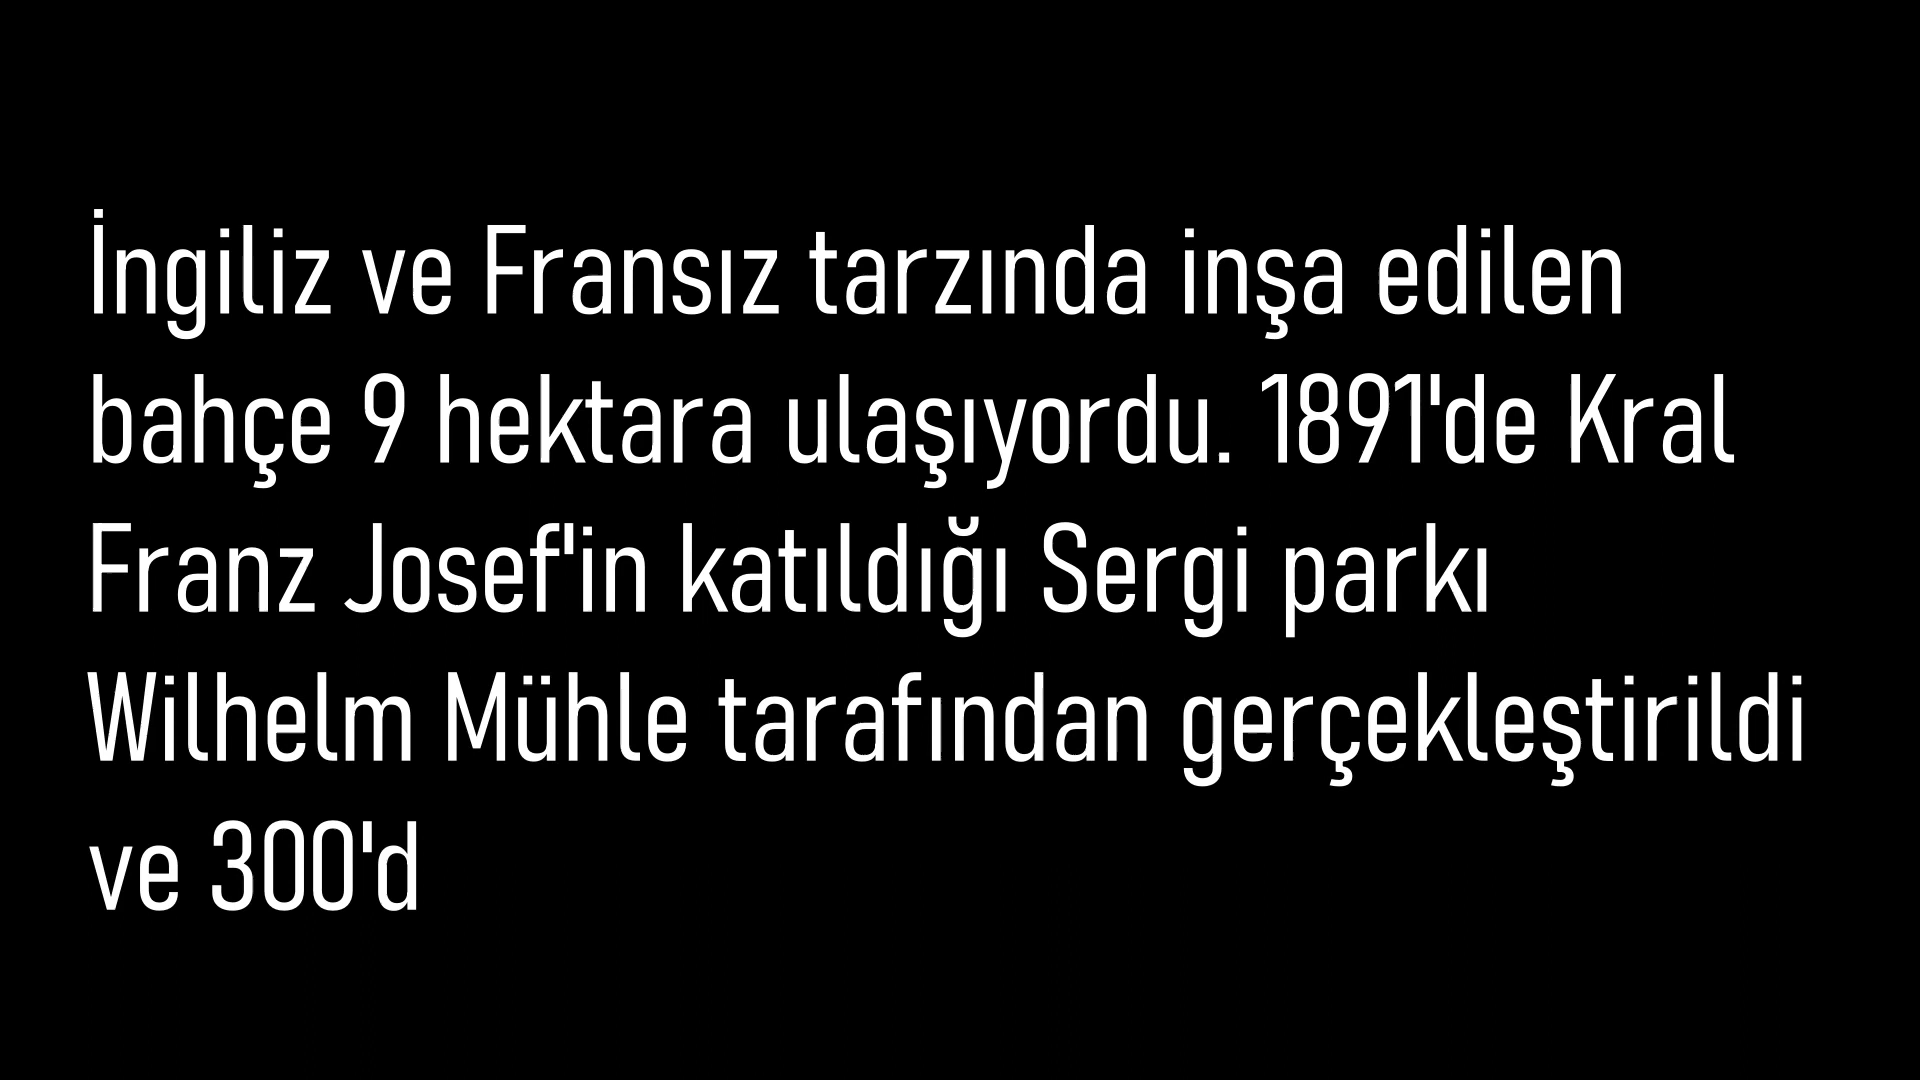 İngiliz ve Fransız tarzında inşa edilen
bahçe 9 hektara ulaşıyordu. 1891'de Kral
Franz Josef'in katıldığı Sergi parkı
Wilhelm Mühle tarafından gerçekleştirildi
ve 300'd